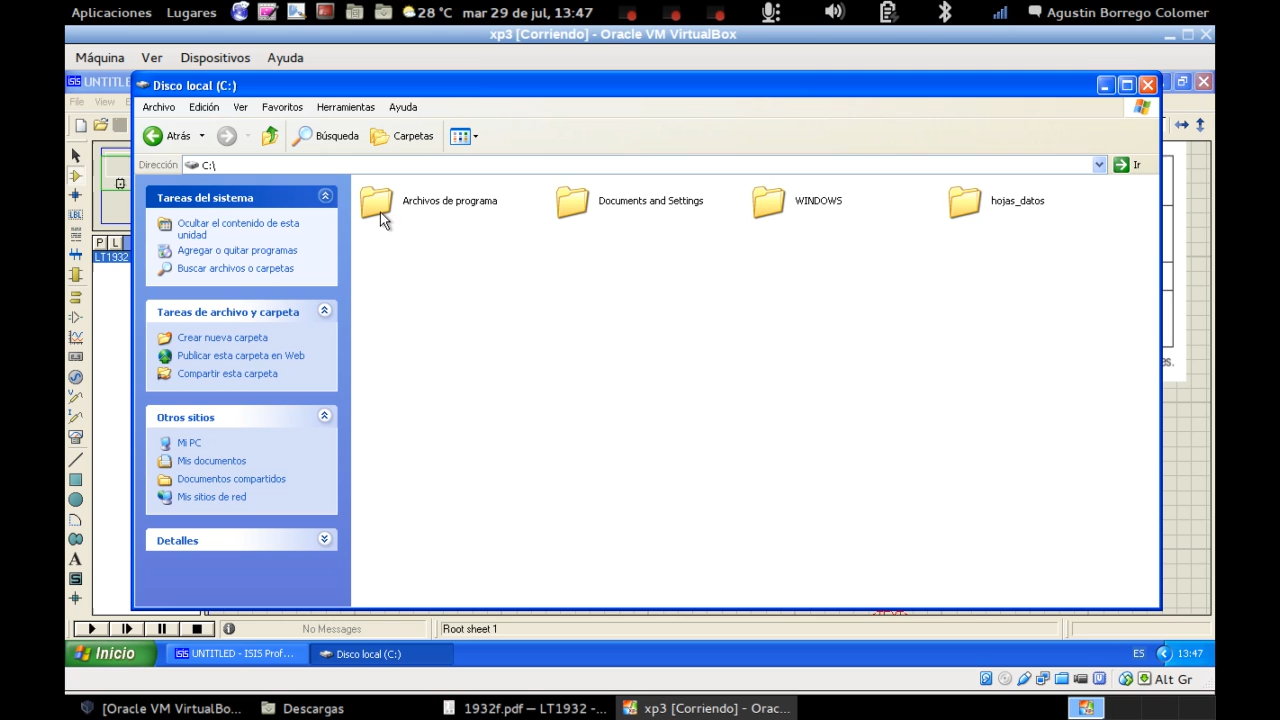 Aplicaciones Lugares 28 °C mar 29 de jul, 13:47 Agustin Borrego Colomer
xp3 [Corriendo] - Oracle VM VirtualBox
Máquina Ver Dispositivos Ayuda
UNTITLE
Disco local (C:)
File View
Archivo Edición Ver Favoritos Herramientas Ayuda
Atrás Búsqueda Carpetas
Dirección C:\ Ir
Tareas del sistema
Ocultar el contenido de esta
unidad
Agregar o quitar programas
Buscar archivos o carpetas
Archivos de programa Documents and Settings WINDOWS hojas_datos
LBL
P L
LT1932
Tareas de archivo y carpeta
Crear nueva carpeta
Publicar esta carpeta en Web
Compartir esta carpeta
Otros sitios
Mi PC
Mis documentos
Documentos compartidos
Mis sitios de red
Detalles
A
S
No Messages Root sheet 1
Inicio UNTITLED - ISIS Prof... Disco local (C:) ES 13:47
Alt Gr
[Oracle VM VirtualBo... Descargas 1932f.pdf — LT1932 -... xp3 [Corriendo] - Orac...